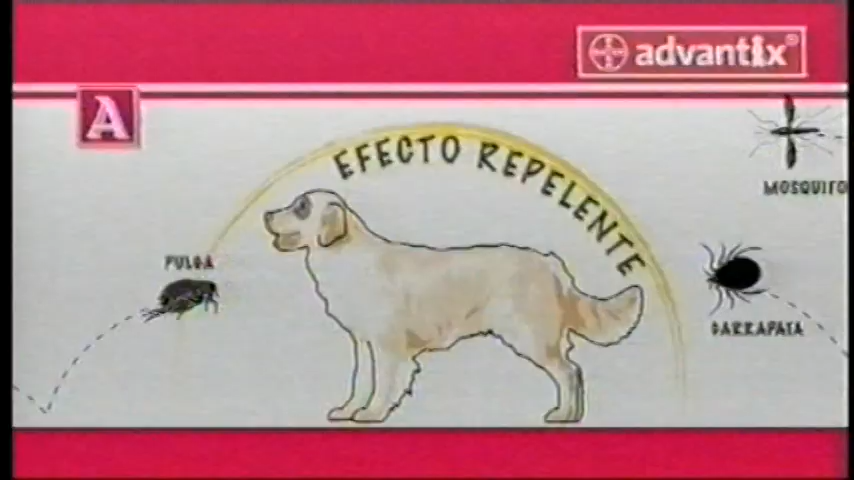 advantix®
A
EFECTO REPELENTE
MOSQUITO
PULGA
GARRAPATA